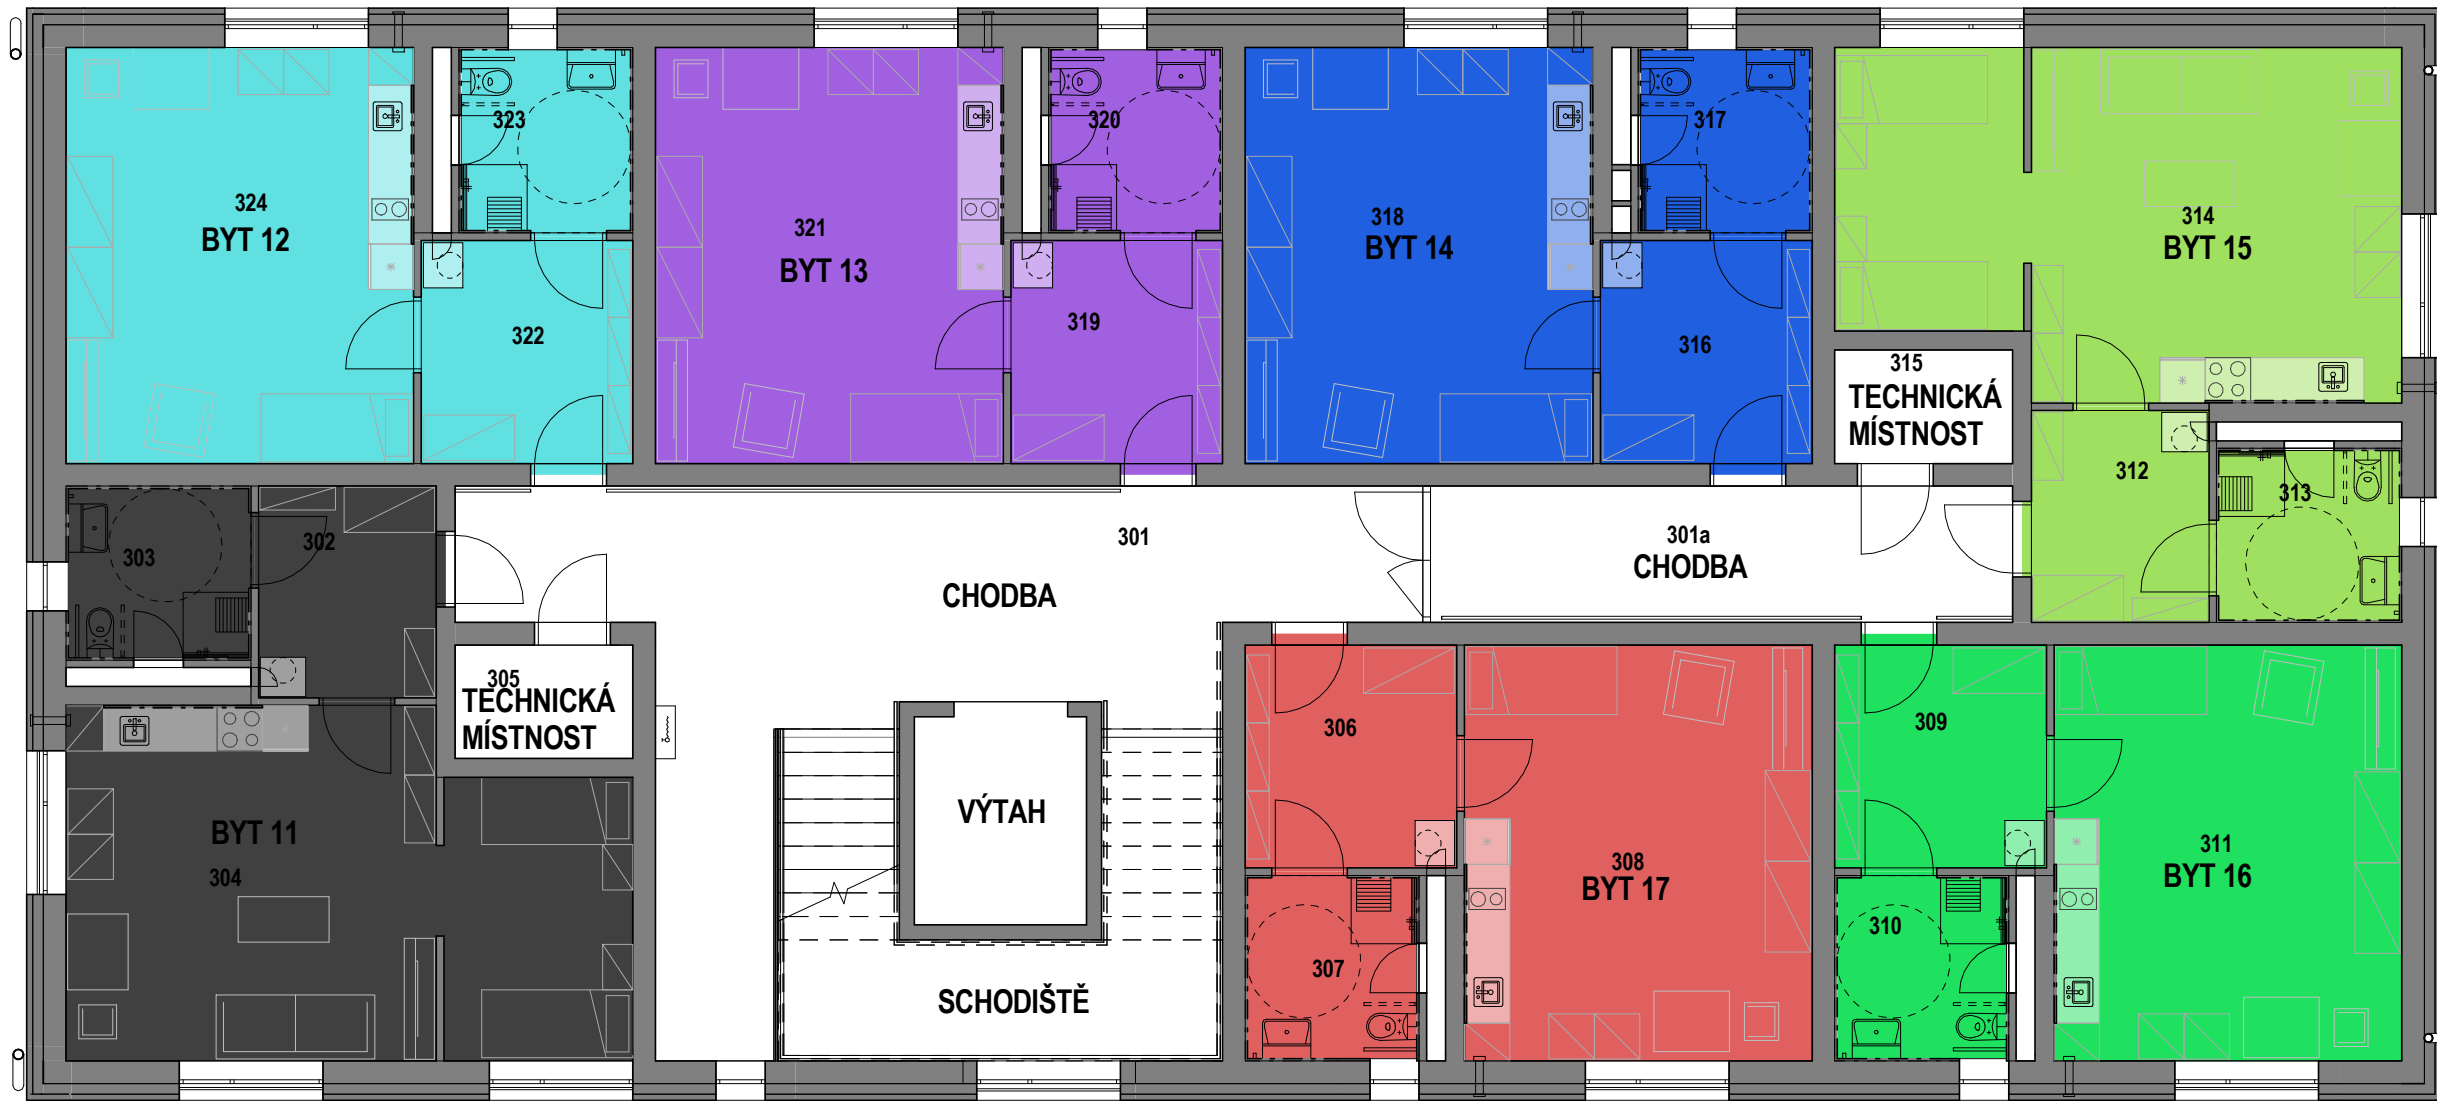 323
320
317
324
BYT 12
321
BYT 13
318
BYT 14
314
BYT 15
322
319
316
315
TECHNICKÁ
MÍSTNOST
312
313
303
302
301
CHODBA
301a
CHODBA
305
TECHNICKÁ
MÍSTNOST
306
309
VÝTAH
BYT 11
304
308
BYT 17
311
BYT 16
307
310
SCHODIŠTĚ